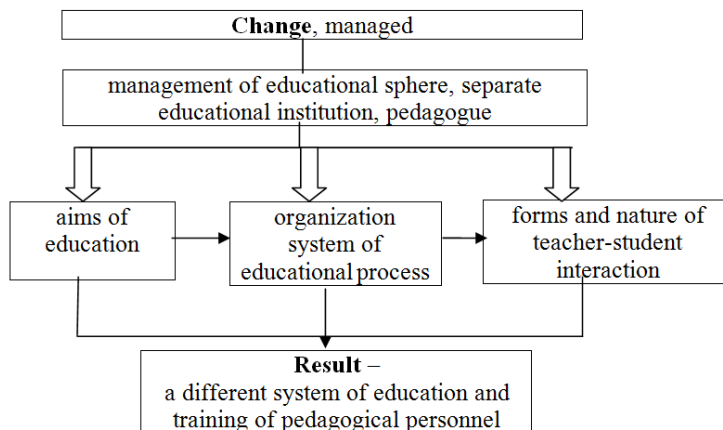 Change, managed
management of educational sphere, separate
educational institution, pedagogue
aims of
education
organization
system of
educational process
forms and nature of
teacher-student
interaction
Result –
a different system of education and
training of pedagogical personnel